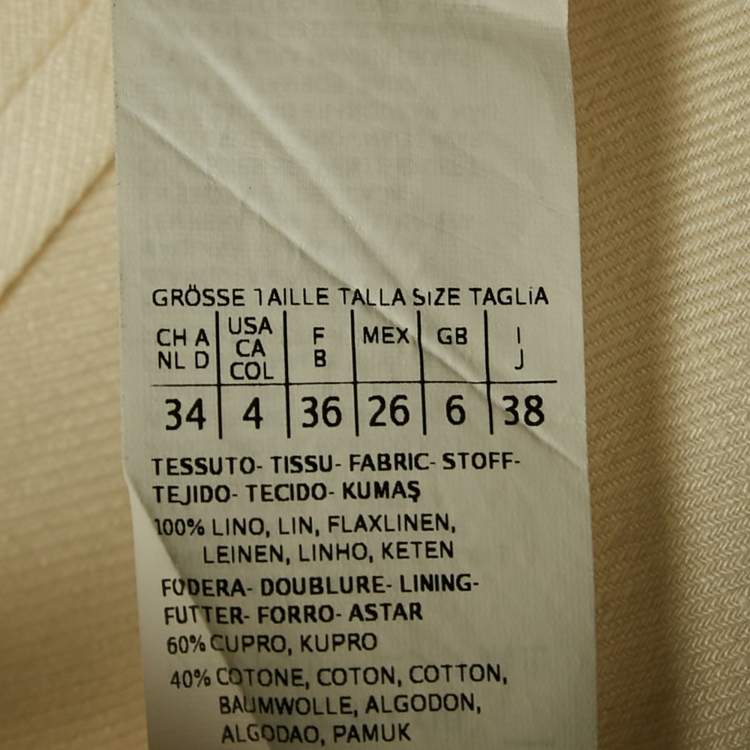 GRÖSSE TAILLE TALLA SIZE TAGLIA
CH A NL D | USA CA COL | F B | MEX | GB | I J
34 | 4 | 36 | 26 | 6 | 38
TESSUTO- TISSU- FABRIC- STOFF-
TEJIDO- TECIDO- KUMAŞ
100% LINO, LIN, FLAXLINEN,
LEINEN, LINHO, KETEN
FODERA- DOUBLURE- LINING-
FUTTER- FORRO- ASTAR
60% CUPRO, KUPRO
40% COTONE, COTON, COTTON,
BAUMWOLLE, ALGODON,
ALGODAO, PAMUK